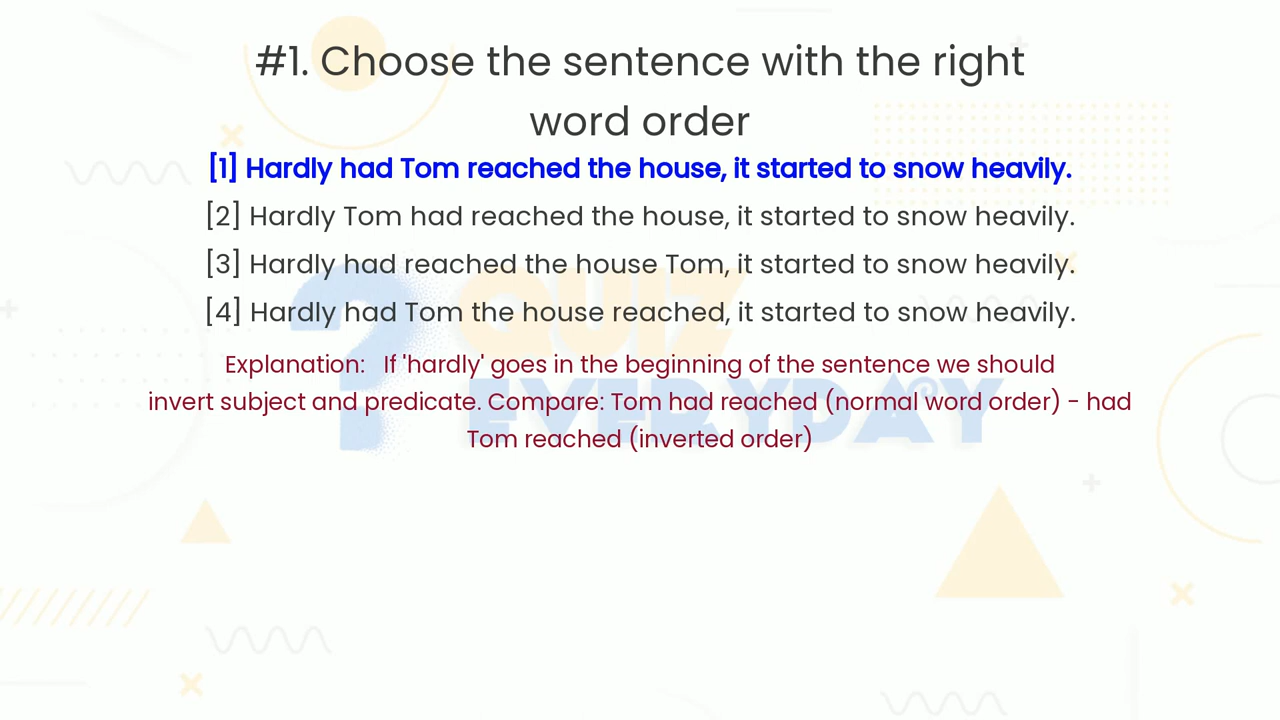 #1. Choose the sentence with the right
word order
[1] Hardly had Tom reached the house, it started to snow heavily.
[2] Hardly Tom had reached the house, it started to snow heavily.
[3] Hardly had reached the house Tom, it started to snow heavily.
[4] Hardly had Tom the house reached, it started to snow heavily.
Explanation: If 'hardly' goes in the beginning of the sentence we should
invert subject and predicate. Compare: Tom had reached (normal word order) - had
Tom reached (inverted order)
? QUIZ
EVERYDAY